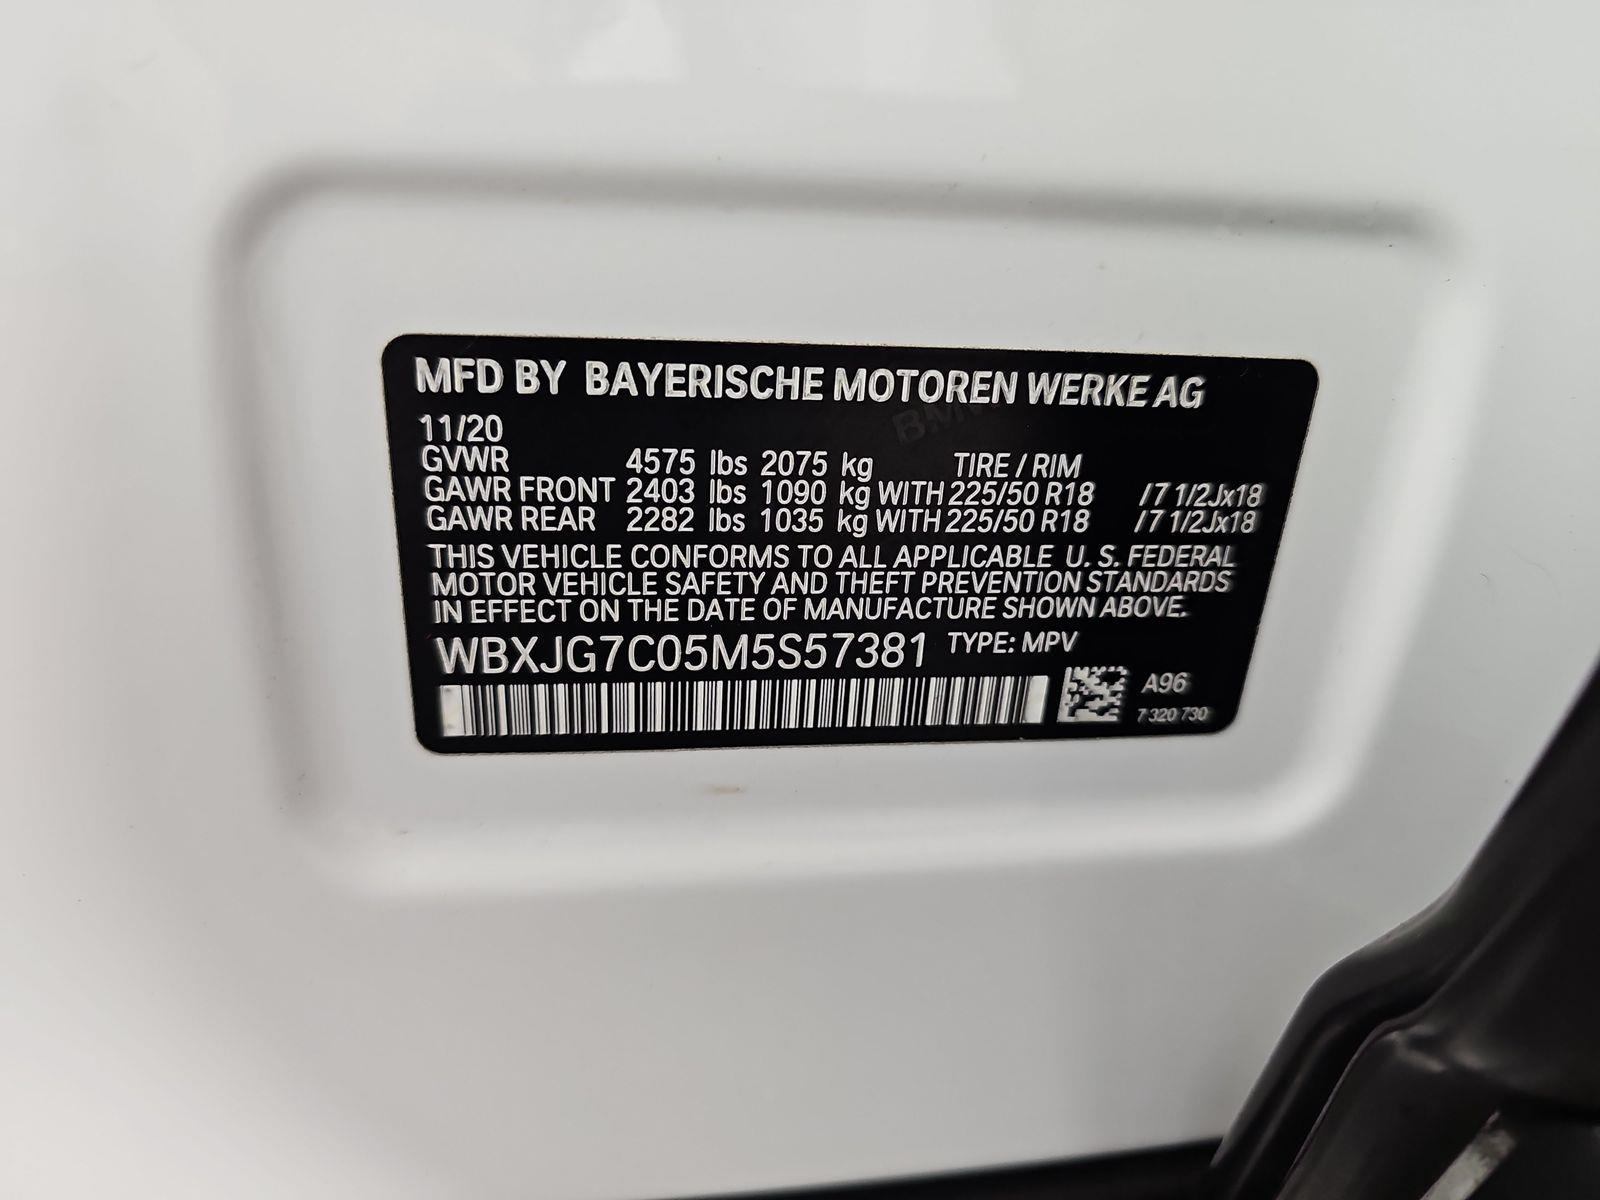 MFD BY BAYERISCHE MOTOREN WERKE AG
11/20
GVWR 4575 lbs 2075 kg TIRE / RIM
GAWR FRONT 2403 lbs 1090 kg WITH 225/50 R18 /7 1/2Jx18
GAWR REAR 2282 lbs 1035 kg WITH 225/50 R18 /7 1/2Jx18
THIS VEHICLE CONFORMS TO ALL APPLICABLE U. S. FEDERAL
MOTOR VEHICLE SAFETY AND THEFT PREVENTION STANDARDS
IN EFFECT ON THE DATE OF MANUFACTURE SHOWN ABOVE.
WBXJG7C05M5S57381 TYPE: MPV
A96
7 320 730
BMW